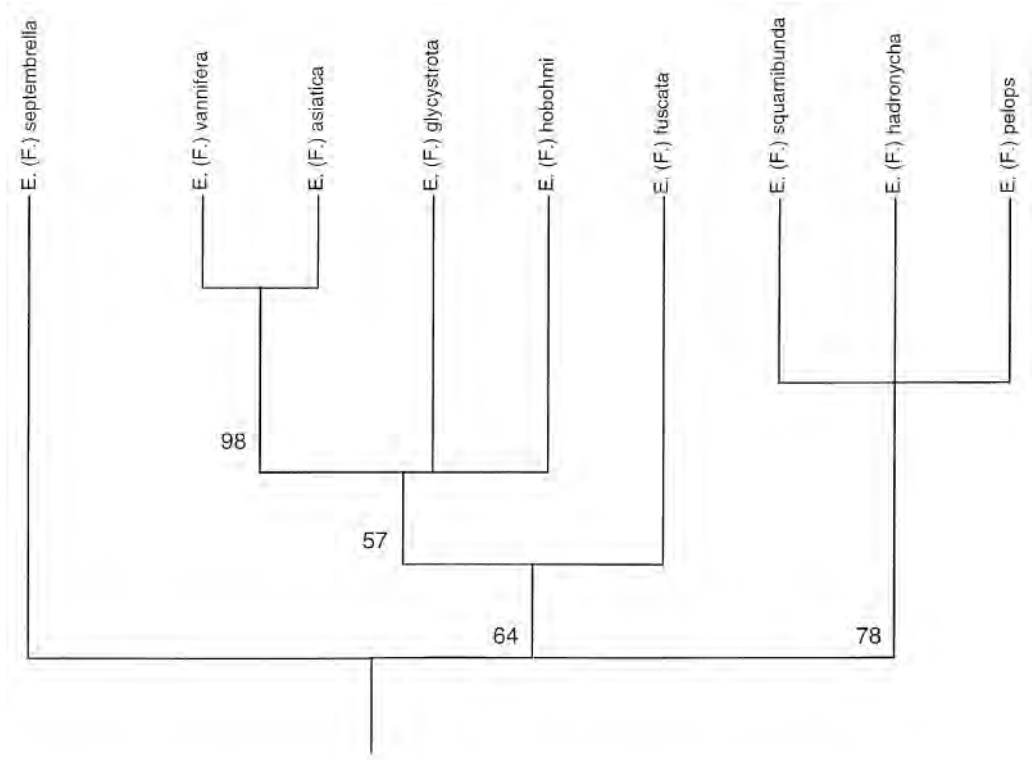 E. (F.) septembrella
E. (F.) vannifera
E. (F.) asiatica
E. (F.) glycystrota
E. (F.) hobohmi
E. (F.) fuscata
E. (F.) squamibunda
E. (F.) hadronycha
E. (F.) pelops
98
57
64
78